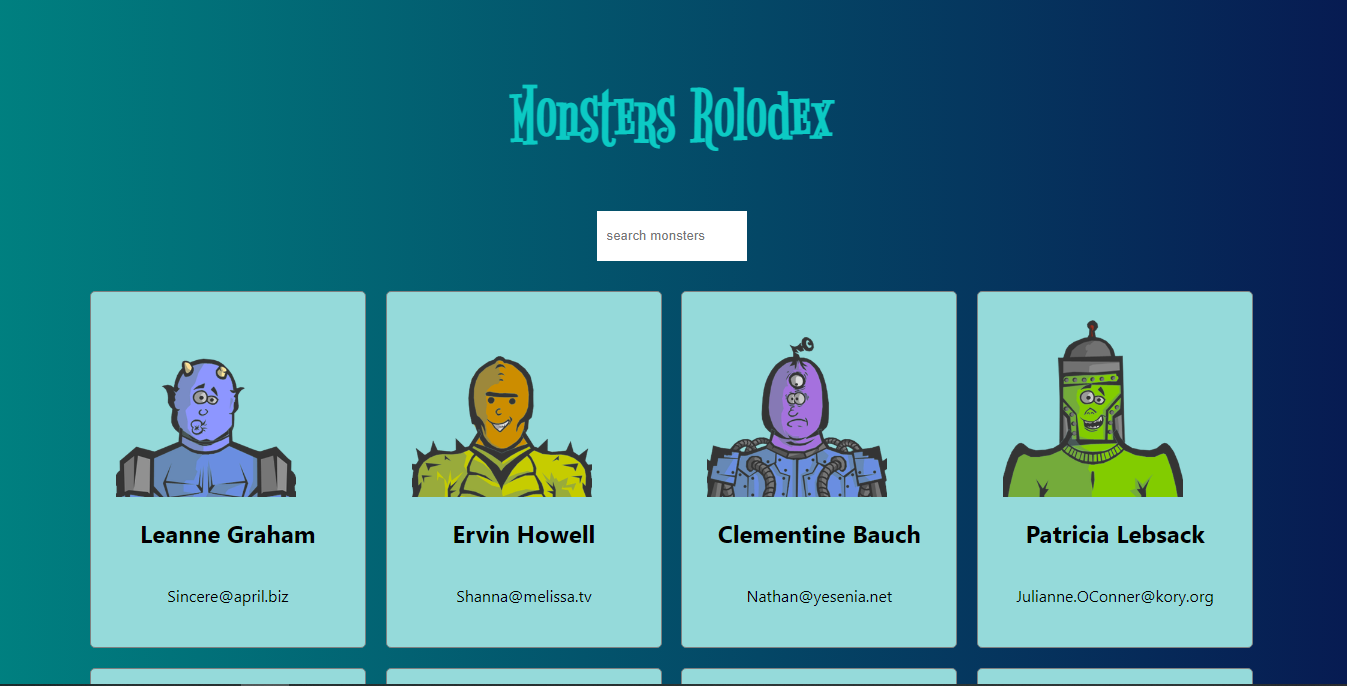 Monsters Rolodex
search monsters
Leanne Graham
Ervin Howell
Clementine Bauch
Patricia Lebsack
Sincere@april.biz
Shanna@melissa.tv
Nathan@yesenia.net
Julianne.OConner@kory.org